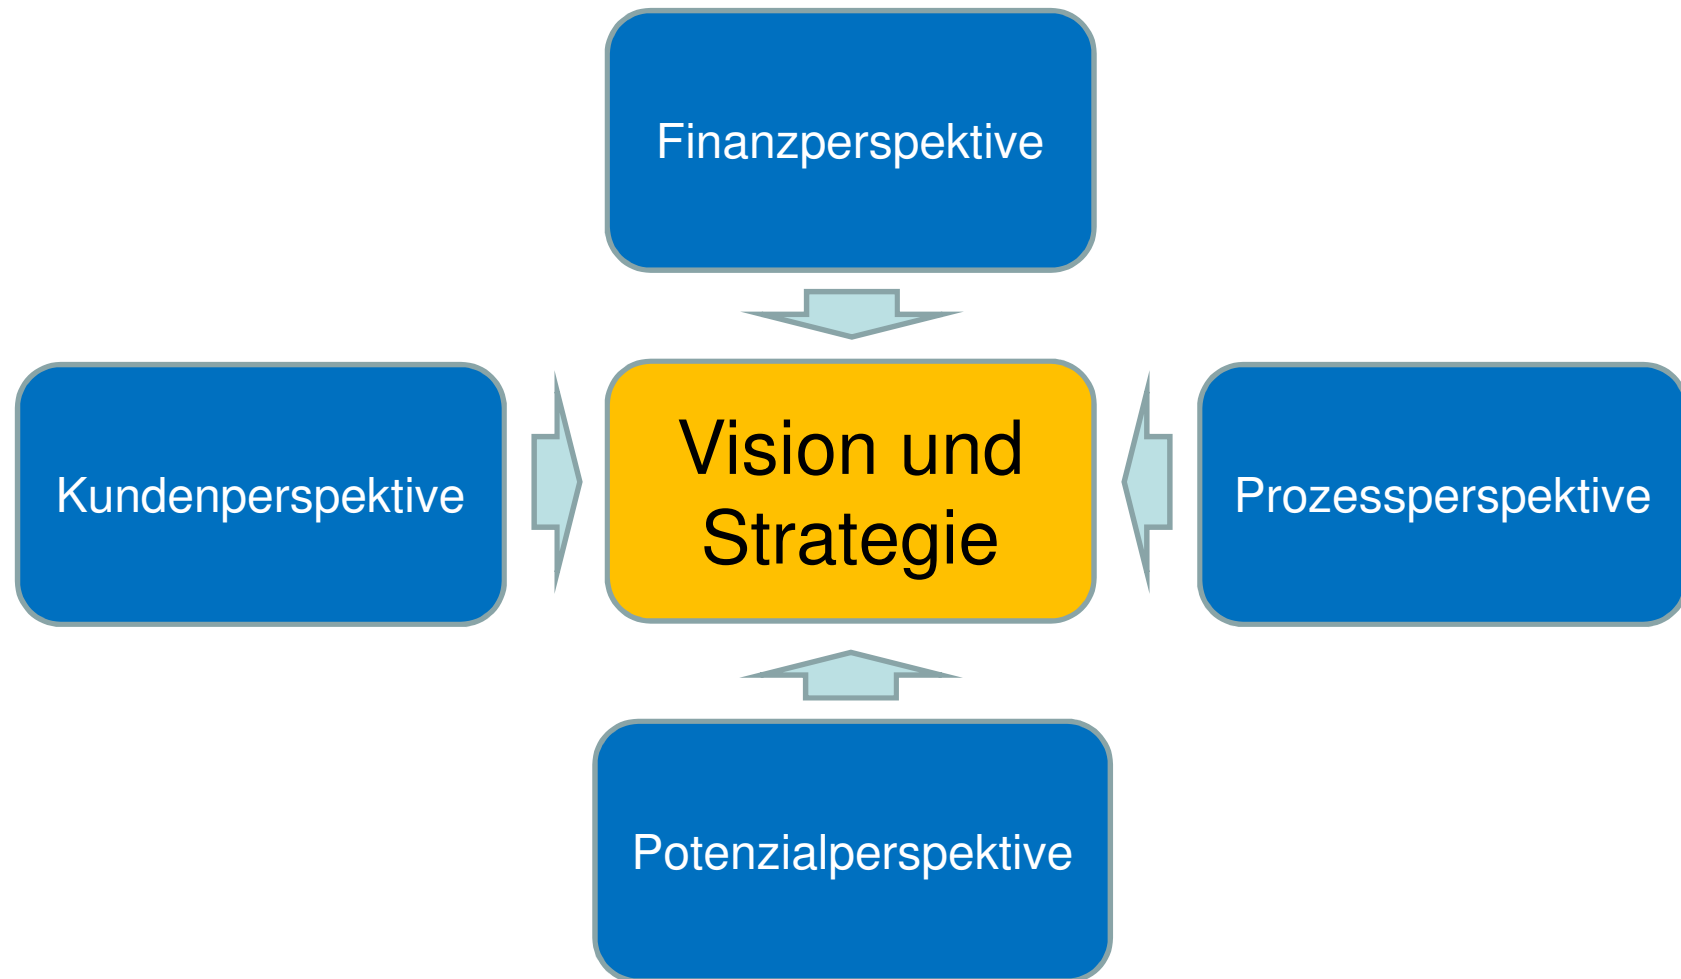 Finanzperspektive
Kundenperspektive
Vision und
Strategie
Prozessperspektive
Potenzialperspektive